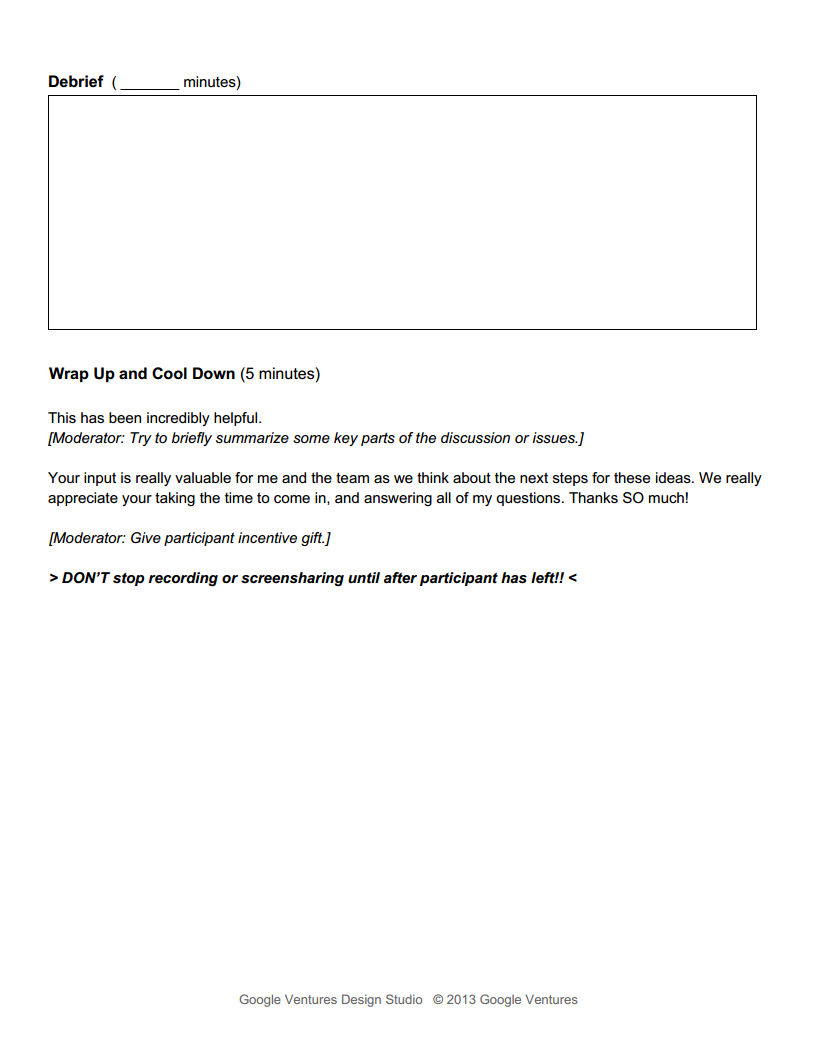 Debrief ( _______ minutes)
Wrap Up and Cool Down (5 minutes)
This has been incredibly helpful.
[Moderator: Try to briefly summarize some key parts of the discussion or issues.]
Your input is really valuable for me and the team as we think about the next steps for these ideas. We really
appreciate your taking the time to come in, and answering all of my questions. Thanks SO much!
[Moderator: Give participant incentive gift.]
> DON’T stop recording or screensharing until after participant has left!! <
Google Ventures Design Studio © 2013 Google Ventures